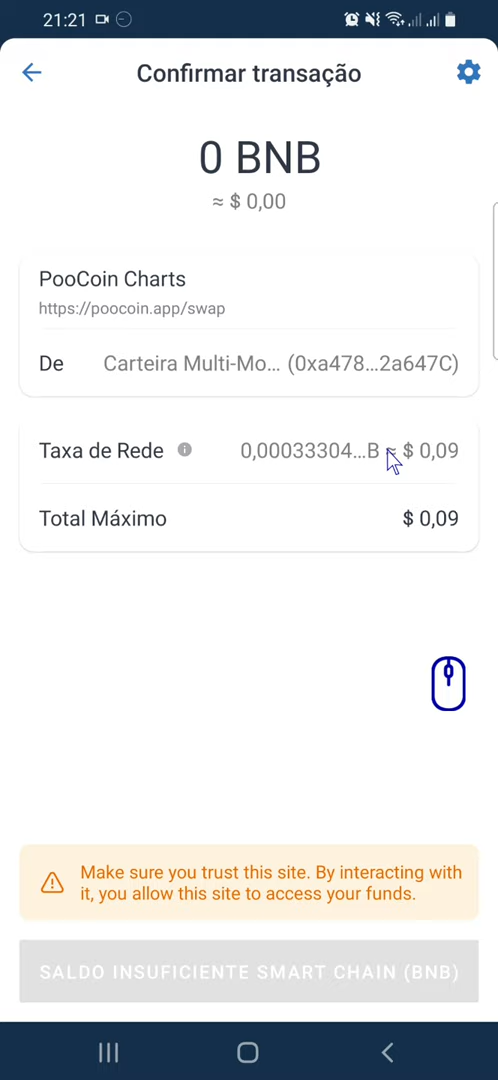 21:21
Confirmar transação
0 BNB
≈ $ 0,00
PooCoin Charts
https://poocoin.app/swap
De Carteira Multi-Mo... (0xa478...2a647C)
Taxa de Rede 0,00033304...B ≈ $ 0,09
Total Máximo $ 0,09
Make sure you trust this site. By interacting with
it, you allow this site to access your funds.
SALDO INSUFICIENTE SMART CHAIN (BNB)